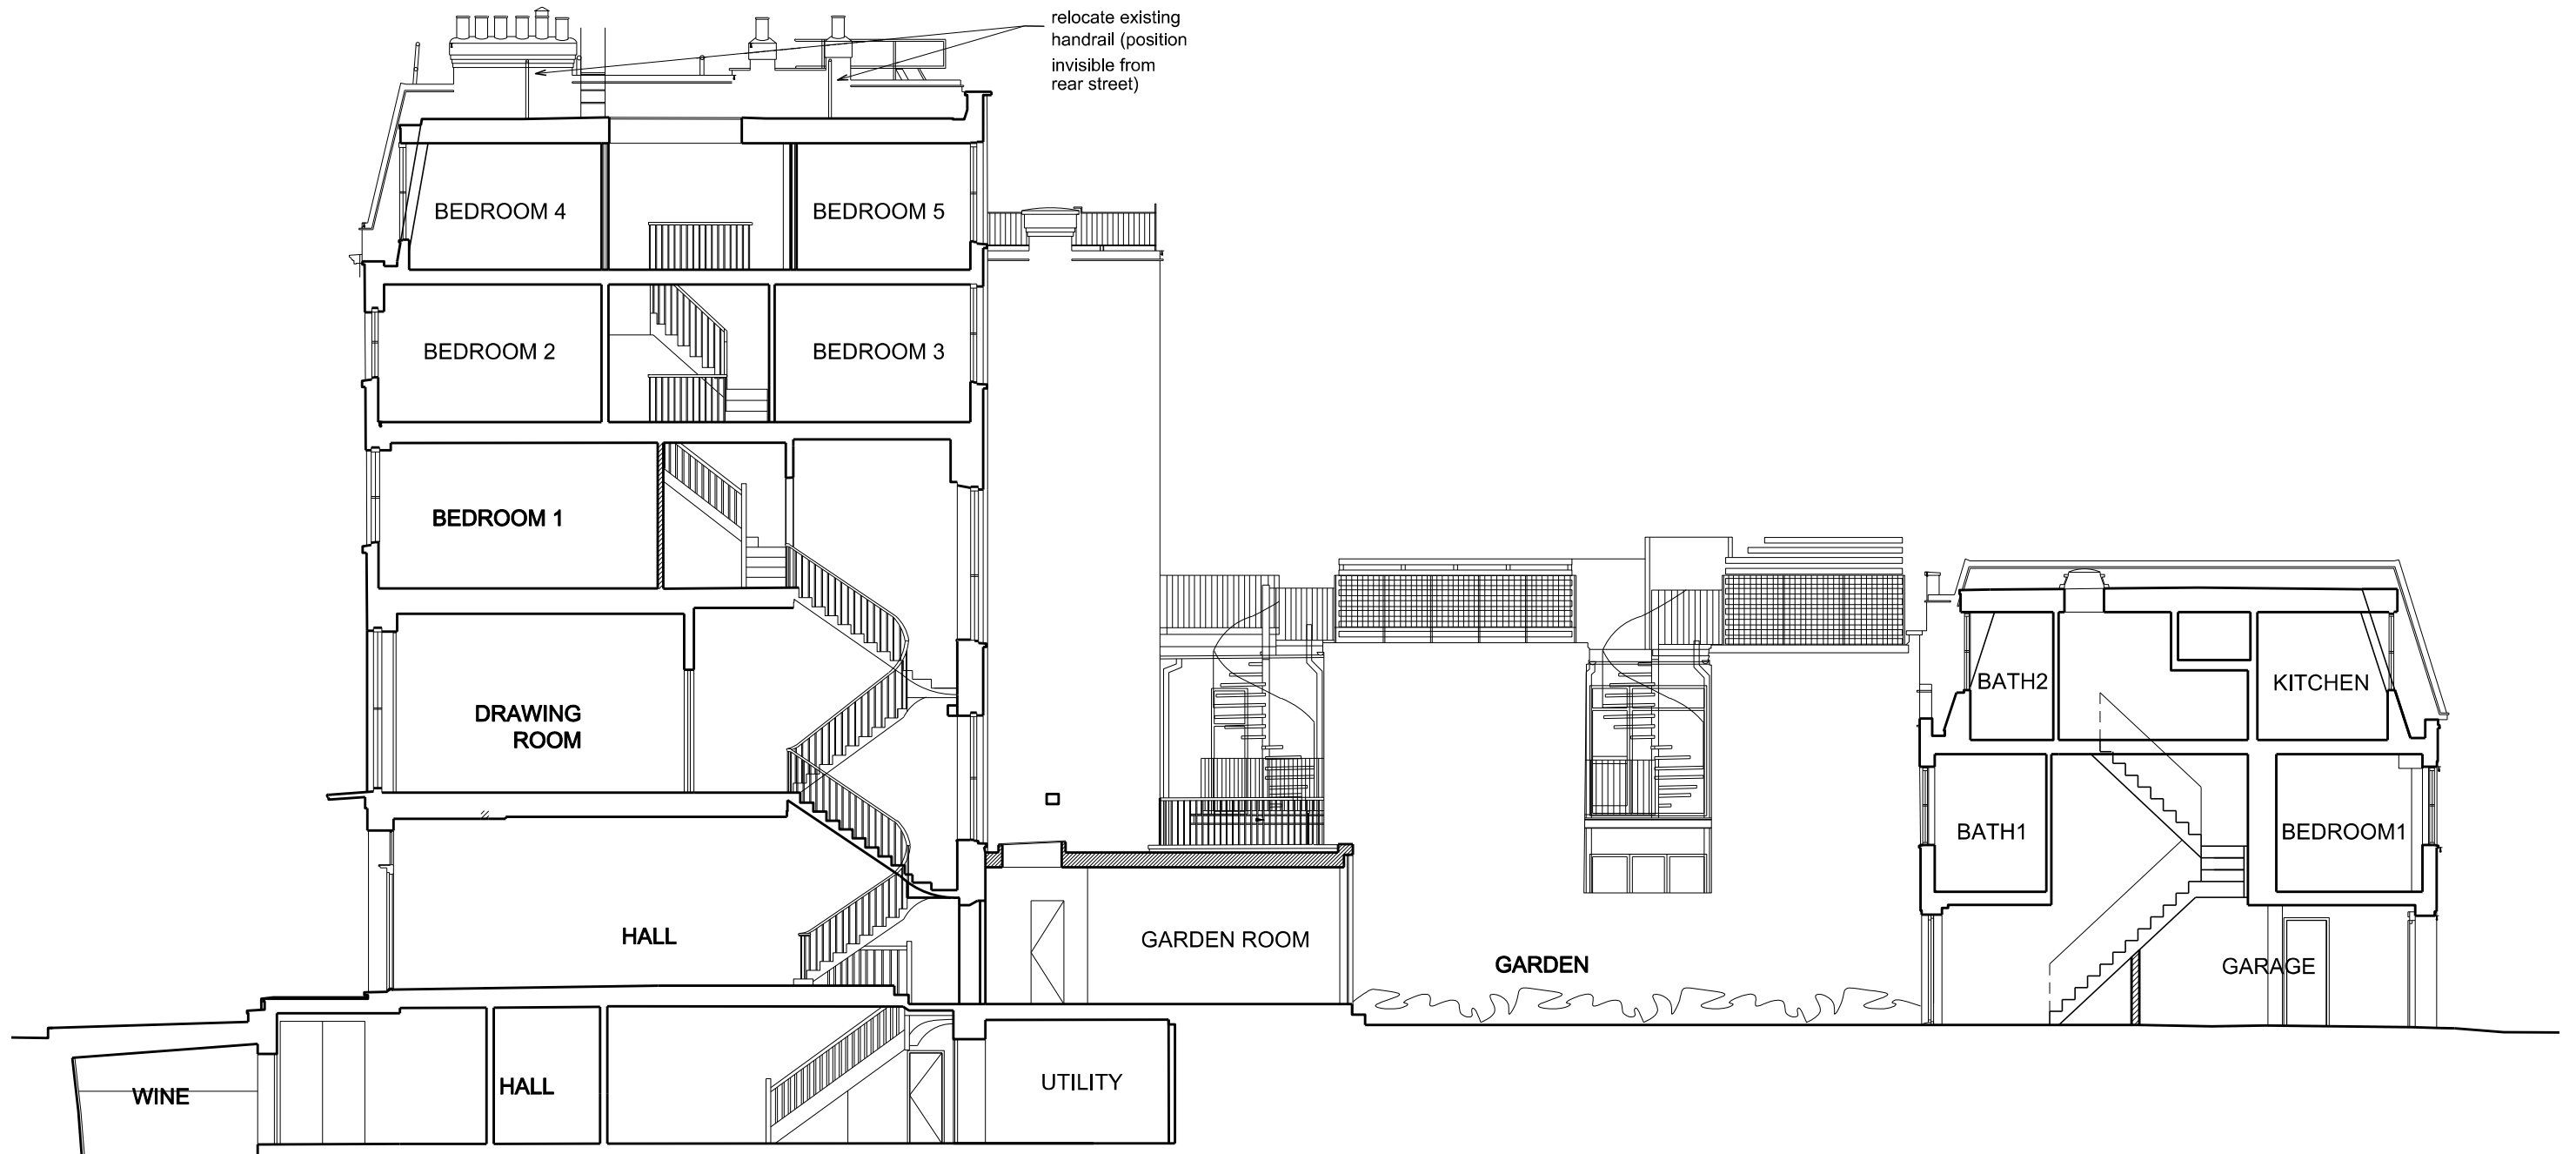 relocate existing
handrail (position
invisible from
rear street)
BEDROOM 4
BEDROOM 5
BEDROOM 2
BEDROOM 3
BEDROOM 1
DRAWING
ROOM
HALL
GARDEN ROOM
GARDEN
BATH2
KITCHEN
BATH1
BEDROOM1
GARAGE
WINE
HALL
UTILITY